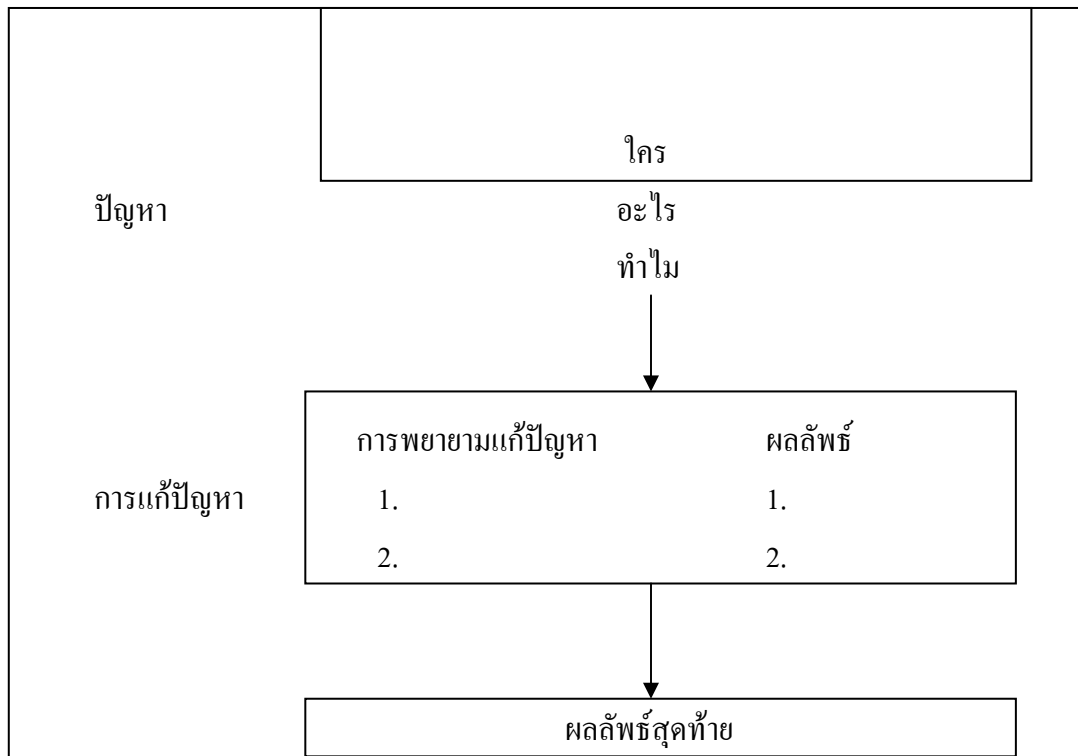 ใคร
ปัญหา อะไร
ทำไม
การพยายามแก้ปัญหา ผลลัพธ์
การแก้ปัญหา 1. 1.
2. 2.
ผลลัพธ์สุดท้าย